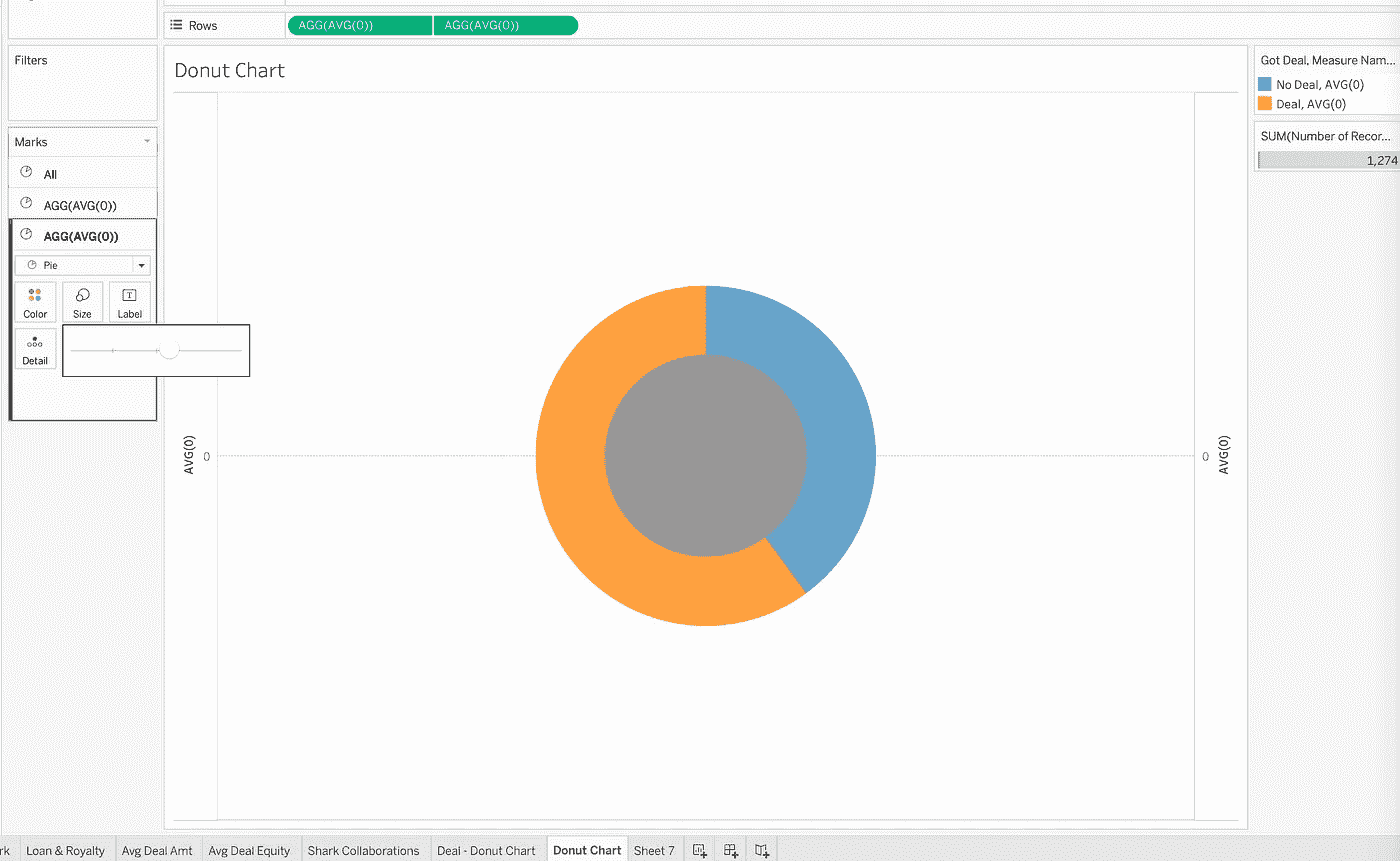 Rows
AGG(AVG(0))
AGG(AVG(0))
Filters
Donut Chart
Got Deal, Measure Nam...
No Deal, AVG(0)
Deal, AVG(0)
SUM(Number of Recor...
1,274
Marks
All
AGG(AVG(0))
AGG(AVG(0))
Pie
Color
Size
Label
Detail
AVG(0)
0
0
AVG(0)
rk
Loan & Royalty
Avg Deal Amt
Avg Deal Equity
Shark Collaborations
Deal - Donut Chart
Donut Chart
Sheet 7